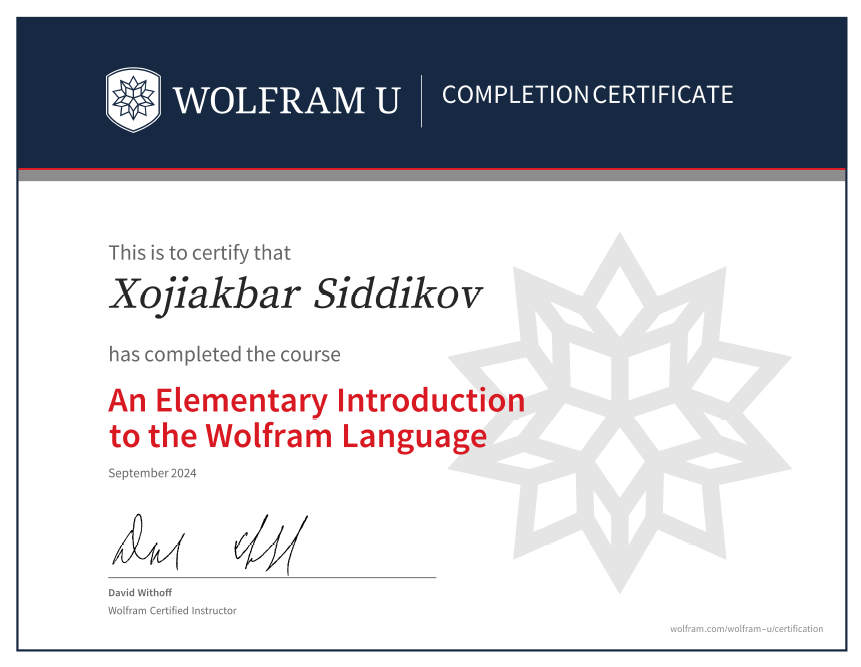 WOLFRAM U
COMPLETION CERTIFICATE
This is to certify that
Xojiakbar Siddikov
has completed the course
An Elementary Introduction
to the Wolfram Language
September 2024
David Withoff
Wolfram Certified Instructor
wolfram.com/wolfram-u/certification